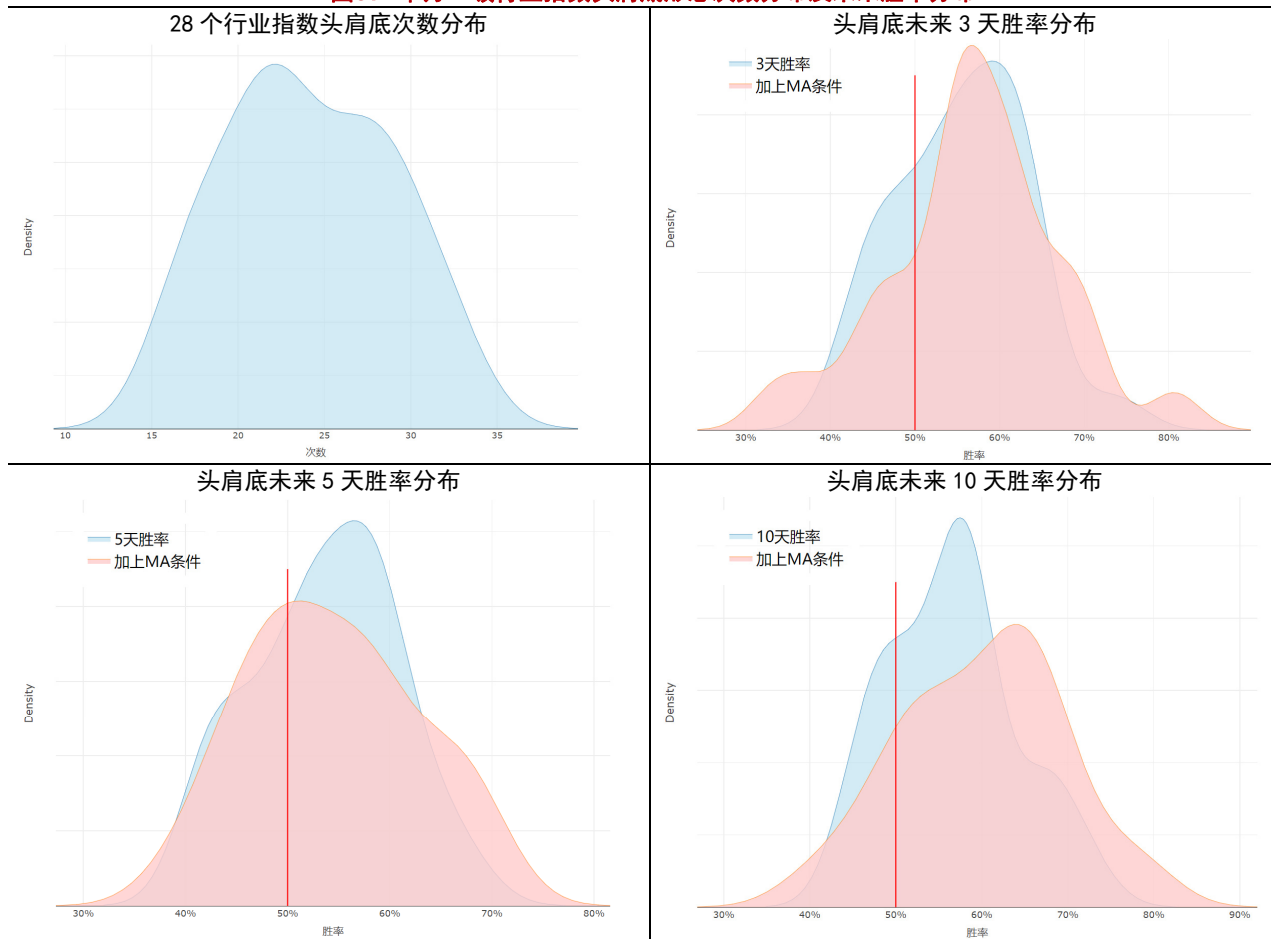 28 个行业指数头肩底次数分布
Density
10 15 20 25 30 35
次数
头肩底未来 3 天胜率分布
3天胜率
加上MA条件
Density
30% 40% 50% 60% 70% 80%
胜率
头肩底未来 5 天胜率分布
5天胜率
加上MA条件
Density
30% 40% 50% 60% 70% 80%
胜率
头肩底未来 10 天胜率分布
10天胜率
加上MA条件
Density
30% 40% 50% 60% 70% 80% 90%
胜率